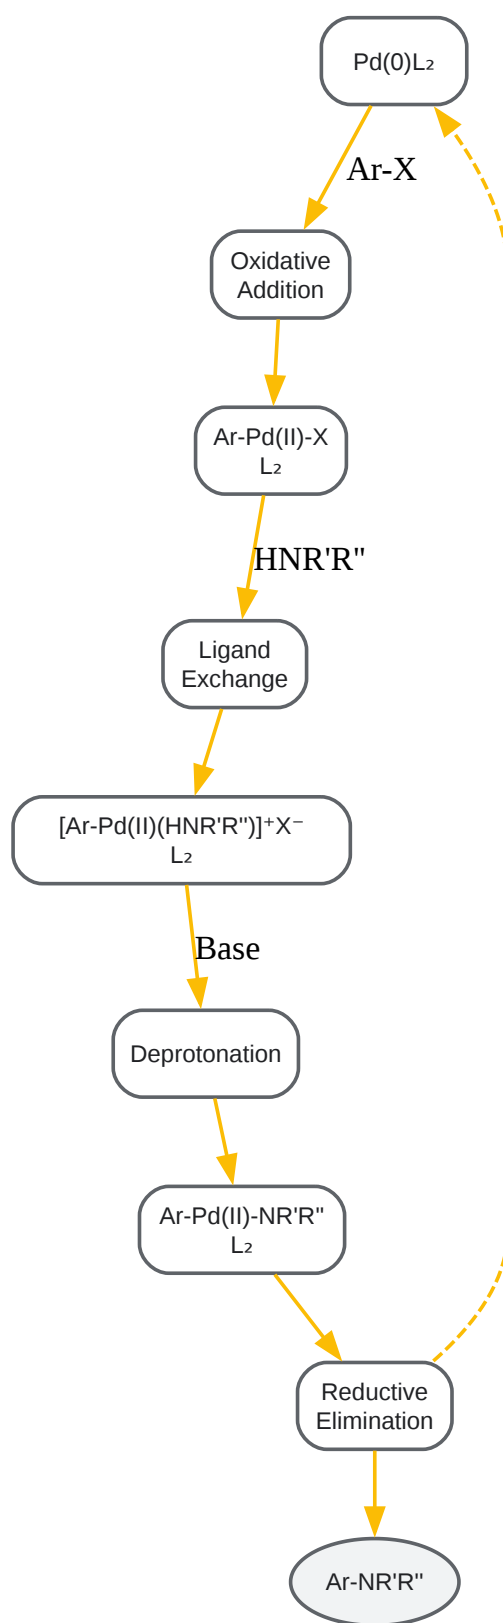 Pd(0)L₂
Ar-X
Oxidative
Addition
Ar-Pd(II)-X
L₂
HNR'R"
Ligand
Exchange
[Ar-Pd(II)(HNR'R")]⁺X⁻
L₂
Base
Deprotonation
Ar-Pd(II)-NR'R"
L₂
Reductive
Elimination
Ar-NR'R"